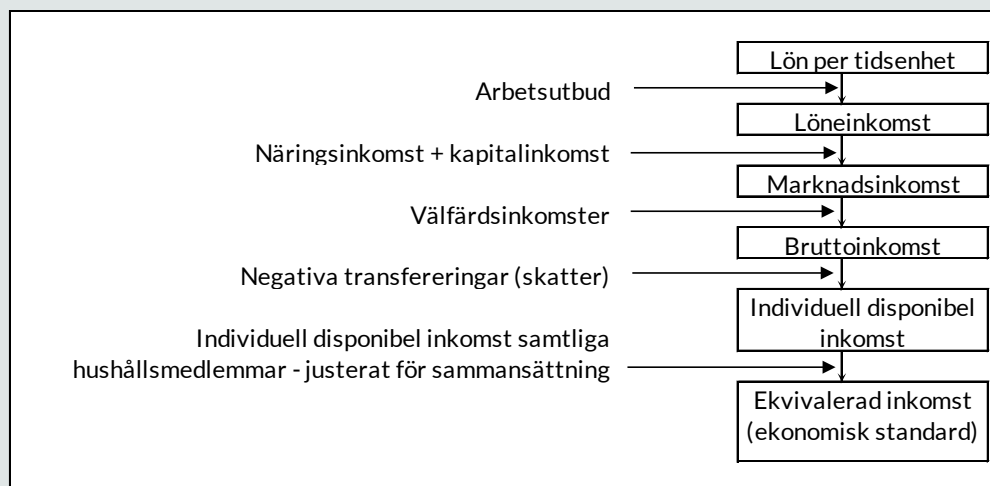 Lön per tidsenhet
Arbetsutbud
Löneinkomst
Näringsinkomst + kapitalinkomst
Marknadsinkomst
Välfärdsinkomster
Bruttoinkomst
Negativa transfereringar (skatter)
Individuell disponibel
inkomst
Individuell disponibel inkomst samtliga
hushållsmedlemmar - justerat för sammansättning
Ekvivalerad inkomst
(ekonomisk standard)